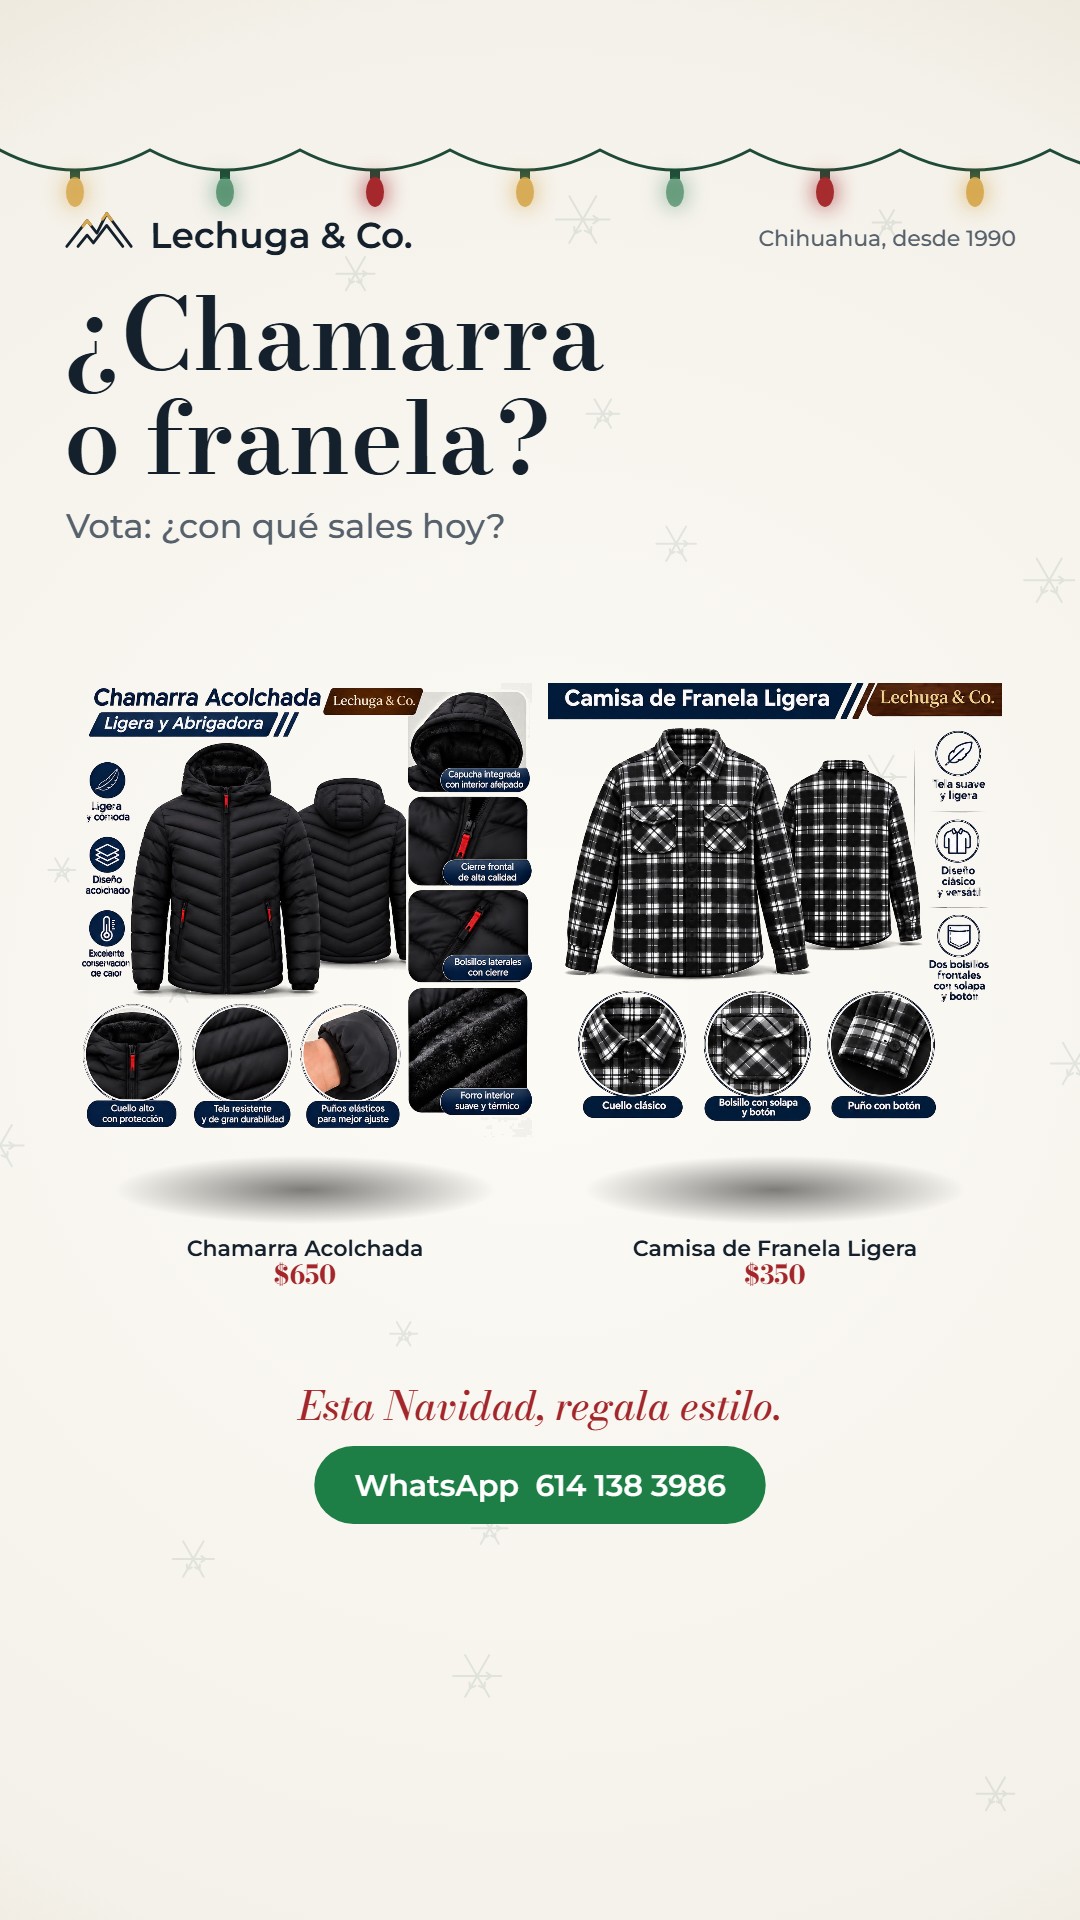 Lechuga & Co.
Chihuahua, desde 1990
¿Chamarra
o franela?
Vota: ¿con qué sales hoy?
Chamarra Acolchada
Lechuga & Co.
Ligera y Abrigadora
Ligera
y cómoda
Diseño
acolchado
Excelente
conservación
de calor
Capucha integrada
con interior afelpado
Cierre frontal
de alta calidad
Bolsillos laterales
con cierre
Forro interior
suave y térmico
Cuello alto
con protección
Tela resistente
y de gran durabilidad
Puños elásticos
para mejor ajuste
Camisa de Franela Ligera
Lechuga & Co.
Tela suave
y ligera
Diseño
clásico
y versátil
Dos bolsillos
frontales
con solapa
y botón
Cuello clásico
Bolsillo con solapa
y botón
Puño con botón
Chamarra Acolchada
$650
Camisa de Franela Ligera
$350
Esta Navidad, regala estilo.
WhatsApp 614 138 3986